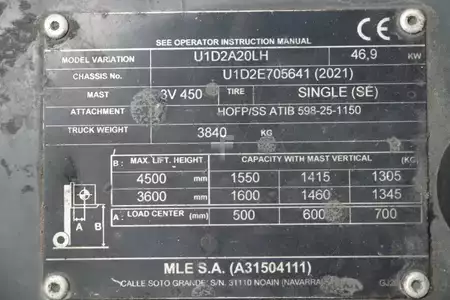 SEE OPERATOR INSTRUCTION MANUAL CE
MODEL VARIATION U1D2A20LH 46,9 KW
CHASSIS No. U1D2E705641 (2021)
MAST 3V 450 TIRE SINGLE (SE)
ATTACHMENT HOFP/SS ATIB 598-25-1150
TRUCK WEIGHT 3840 KG
B: MAX. LIFT. HEIGHT CAPACITY WITH MAST VERTICAL (KG)
4500 mm 1550 1415 1305
3600 mm 1600 1460 1345
A: LOAD CENTER (mm) 500 600 700
A B
MLE S.A. (A31504111)
CALLE SOTO GRANDE, S/N. 31110 NOAIN (NAVARRA)